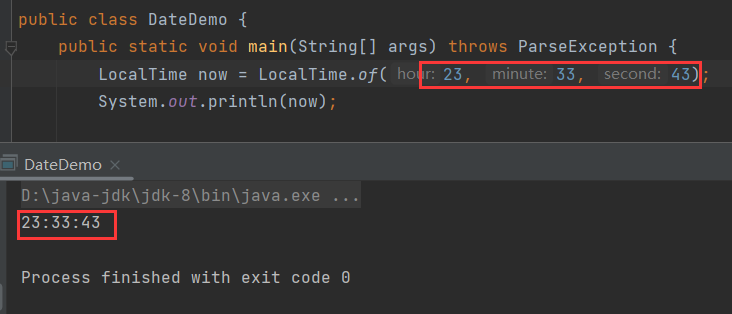 public class DateDemo {
public static void main(String[] args) throws ParseException {
LocalTime now = LocalTime.of( hour: 23, minute: 33, second: 43);
System.out.println(now);
DateDemo ×
D:\java-jdk\jdk-8\bin\java.exe ...
23:33:43
Process finished with exit code 0